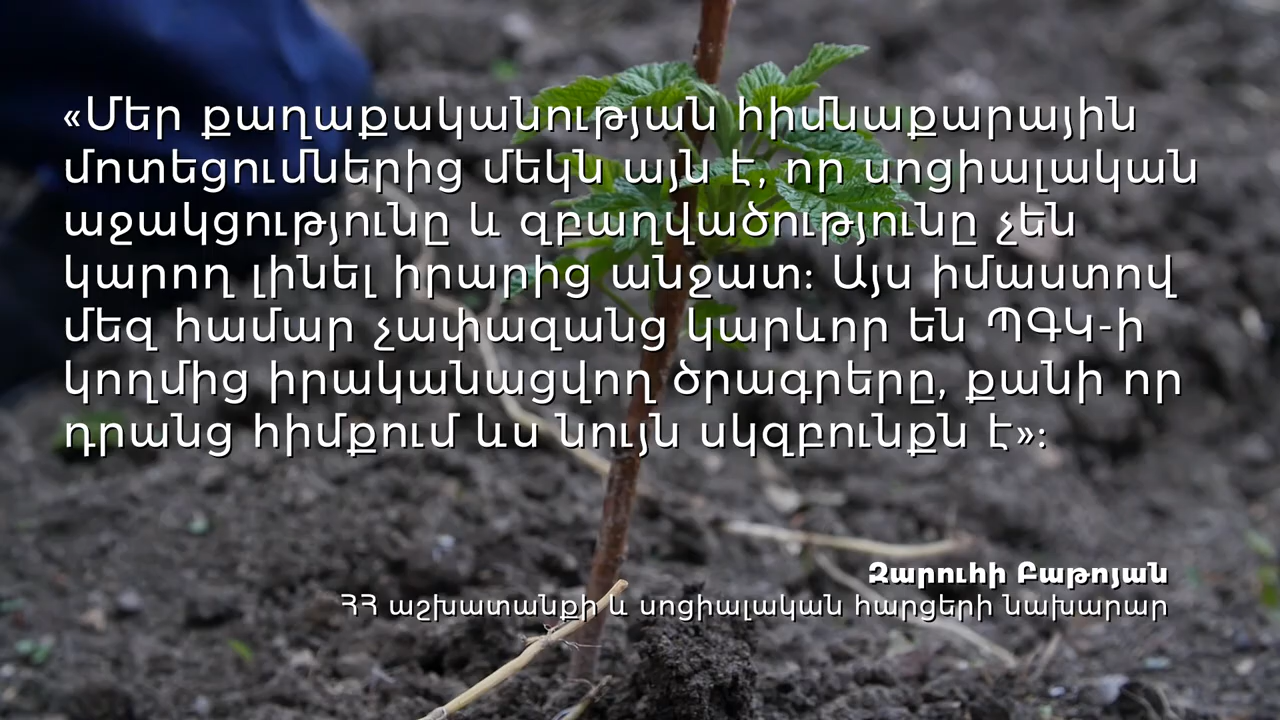 «Մեր քաղաքականության հիմնաքարային
մոտեցումներից մեկն այն է, որ սոցիալական
աջակցությունը և զբաղվածությունը չեն
կարող լինել իրարից անջատ։ Այս իմաստով
մեզ համար չափազանց կարևոր են ՊԳԿ-ի
կողմից իրականացվող ծրագրերը, քանի որ
դրանց հիմքում ևս նույն սկզբունքն է»։
Զարուհի Բաթոյան
ՀՀ աշխատանքի և սոցիալական հարցերի նախարար